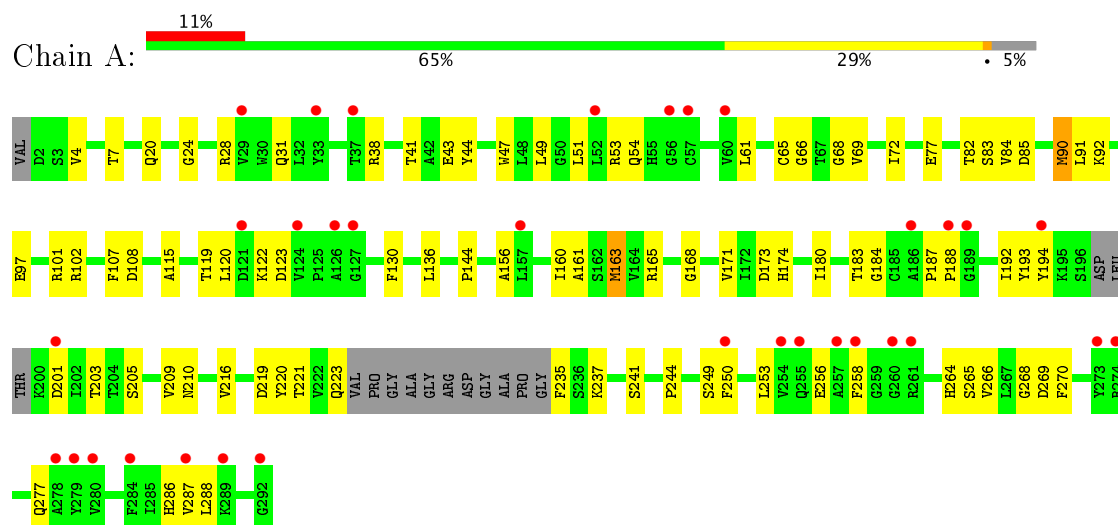 11%
Chain A:
65% 29% • 5%
VAL D2 S3 V4 T7 Q20 G24 R28 V29 W30 Q31 L32 Y33 T37 R38 T41 A42 E43 Y44 W47 L48 L49 G50 L51 L52 R53 Q54 H55 G56 C57 V60 L61 C65 G66 T67 G68 V69 I72 E77 T82 S83 V84 D85 M90 L91 K92
E97 R101 R102 F107 D108 A115 T119 L120 D121 K122 D123 V124 P125 A126 G127 F130 L136 P144 A156 L157 I160 A161 S162 M163 V164 R165 G168 V171 I172 D173 H174 I180 T183 G184 C185 A186 P187 P188 G189 I192 Y193 Y194 K195 S196 ASP LEU
THR K200 D201 I202 T203 T204 S205 V209 N210 V216 D219 Y220 T221 V222 Q223 VAL PRO GLY ALA GLY ARG ASP GLY ALA PRO GLY F235 S236 K237 S241 P244 S249 F250 L253 V254 Q255 E256 A257 F258 G259 G260 R261 H264 S265 V266 L267 G268 D269 F270 Y273 R274
Q277 A278 Y279 V280 F284 I285 H286 V287 L288 K289 G292